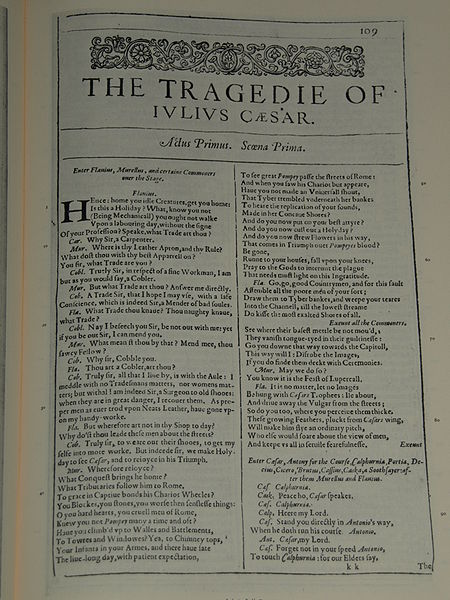 109
THE TRAGEDIE OF
IVLIVS CÆSAR.
Actus Primus. Scœna Prima.
Enter Flauius, Murellus, and certaine Commoners
ouer the Stage.
Flauius.
Hence: home you idle Creatures, get you home:
Is this a Holiday? What, know you not
(Being Mechanicall) you ought not walke
Vpon a labouring day, without the signe
Of your Profession? Speake, what Trade art thou?
Car. Why Sir, a Carpenter.
Mur. Where is thy Leather Apron, and thy Rule?
What dost thou with thy best Apparrell on?
You sir, what Trade are you?
Cobl. Truely Sir, in respect of a fine Workman, I am
but as you would say, a Cobler.
Mur. But what Trade art thou? Answer me directly.
Cob. A Trade Sir, that I hope I may vse, with a safe
Conscience, which is indeed Sir, a Mender of bad soules.
Fla. What Trade thou knaue? Thou naughty knaue,
what Trade?
Cobl. Nay I beseech you Sir, be not out with me: yet
if you be out Sir, I can mend you.
Mur. What mean'st thou by that? Mend mee, thou
sawcy Fellow?
Cob. Why sir, Cobble you.
Fla. Thou art a Cobler, art thou?
Cob. Truly sir, all that I liue by, is with the Aule: I
meddle with no Tradesmans matters, nor womens mat-
ters; but withal I am indeed Sir, a Surgeon to old shooes:
when they are in great danger, I recouer them. As pro-
per men as euer trod vpon Neats Leather, haue gone vp-
on my handy-worke.
Fla. But wherefore art not in thy Shop to day?
Why do'st thou leade these men about the streets?
Cob. Truly sir, to weare out their shooes, to get my
selfe into more worke. But indeede sir, we make Holy-
day to see Cæsar, and to reioyce in his Triumph.
Mur. Wherefore reioyce?
What Conquest brings he home?
What Tributaries follow him to Rome,
To grace in Captiue bonds his Chariot Wheeles?
You Blockes, you stones, you worse then senslesse things:
O you hard hearts, you cruell men of Rome,
Knew you not Pompey many a time and oft?
Haue you climb'd vp to Walles and Battlements,
To Towres and Windowes? Yea, to Chimney tops,
Your Infants in your Armes, and there haue sate
The liue-long day, with patient expectation,
To see great Pompey passe the streets of Rome:
And when you saw his Chariot but appeare,
Haue you not made an Vniuersall shout,
That Tyber trembled vnderneath her bankes
To heare the replication of your sounds,
Made in her Concaue Shores?
And do you now put on your best attyre?
And do you now cull out a Holyday?
And do you now strew Flowers in his way,
That comes in Triumph ouer Pompeyes blood?
Be gone,
Runne to your houses, fall vpon your knees,
Pray to the Gods to intermit the plague
That needs must light on this Ingratitude.
Fla. Go, go, good Countrymen, and for this fault
Assemble all the poore men of your sort;
Draw them to Tyber bankes, and weepe your teares
Into the Channell, till the lowest streame
Do kisse the most exalted Shores of all.
Exeunt all the Commoners.
See where their basest mettle be not mou'd,
They vanish tongue-tyed in their guiltinesse:
Go you downe that way towards the Capitoll,
This way will I: Disrobe the Images,
If you do finde them deckt with Ceremonies.
Mur. May we do so?
You know it is the Feast of Lupercall.
Fla. It is no matter, let no Images
Be hung with Cæsars Trophees: Ile about,
And driue away the Vulgar from the streets;
So do you too, where you perceiue them thicke.
These growing Feathers, pluckt from Cæsars wing,
Will make him flye an ordinary pitch,
Who else would soare aboue the view of men,
And keepe vs all in seruile fearefulnesse. Exeunt
Enter Cæsar, Antony for the Course, Calphurnia, Portia, De-
cius, Cicero, Brutus, Cassius, Caska, a Soothsayer: af-
ter them Murellus and Flauius.
Cæs. Calphurnia.
Cask. Peace ho, Cæsar speakes.
Cæs. Calphurnia.
Calp. Heere my Lord.
Cæs. Stand you directly in Antonio's way,
When he doth run his course. Antonio.
Ant. Cæsar, my Lord.
Cæs. Forget not in your speed Antonio,
To touch Calphurnia: for our Elders say,
k k
The